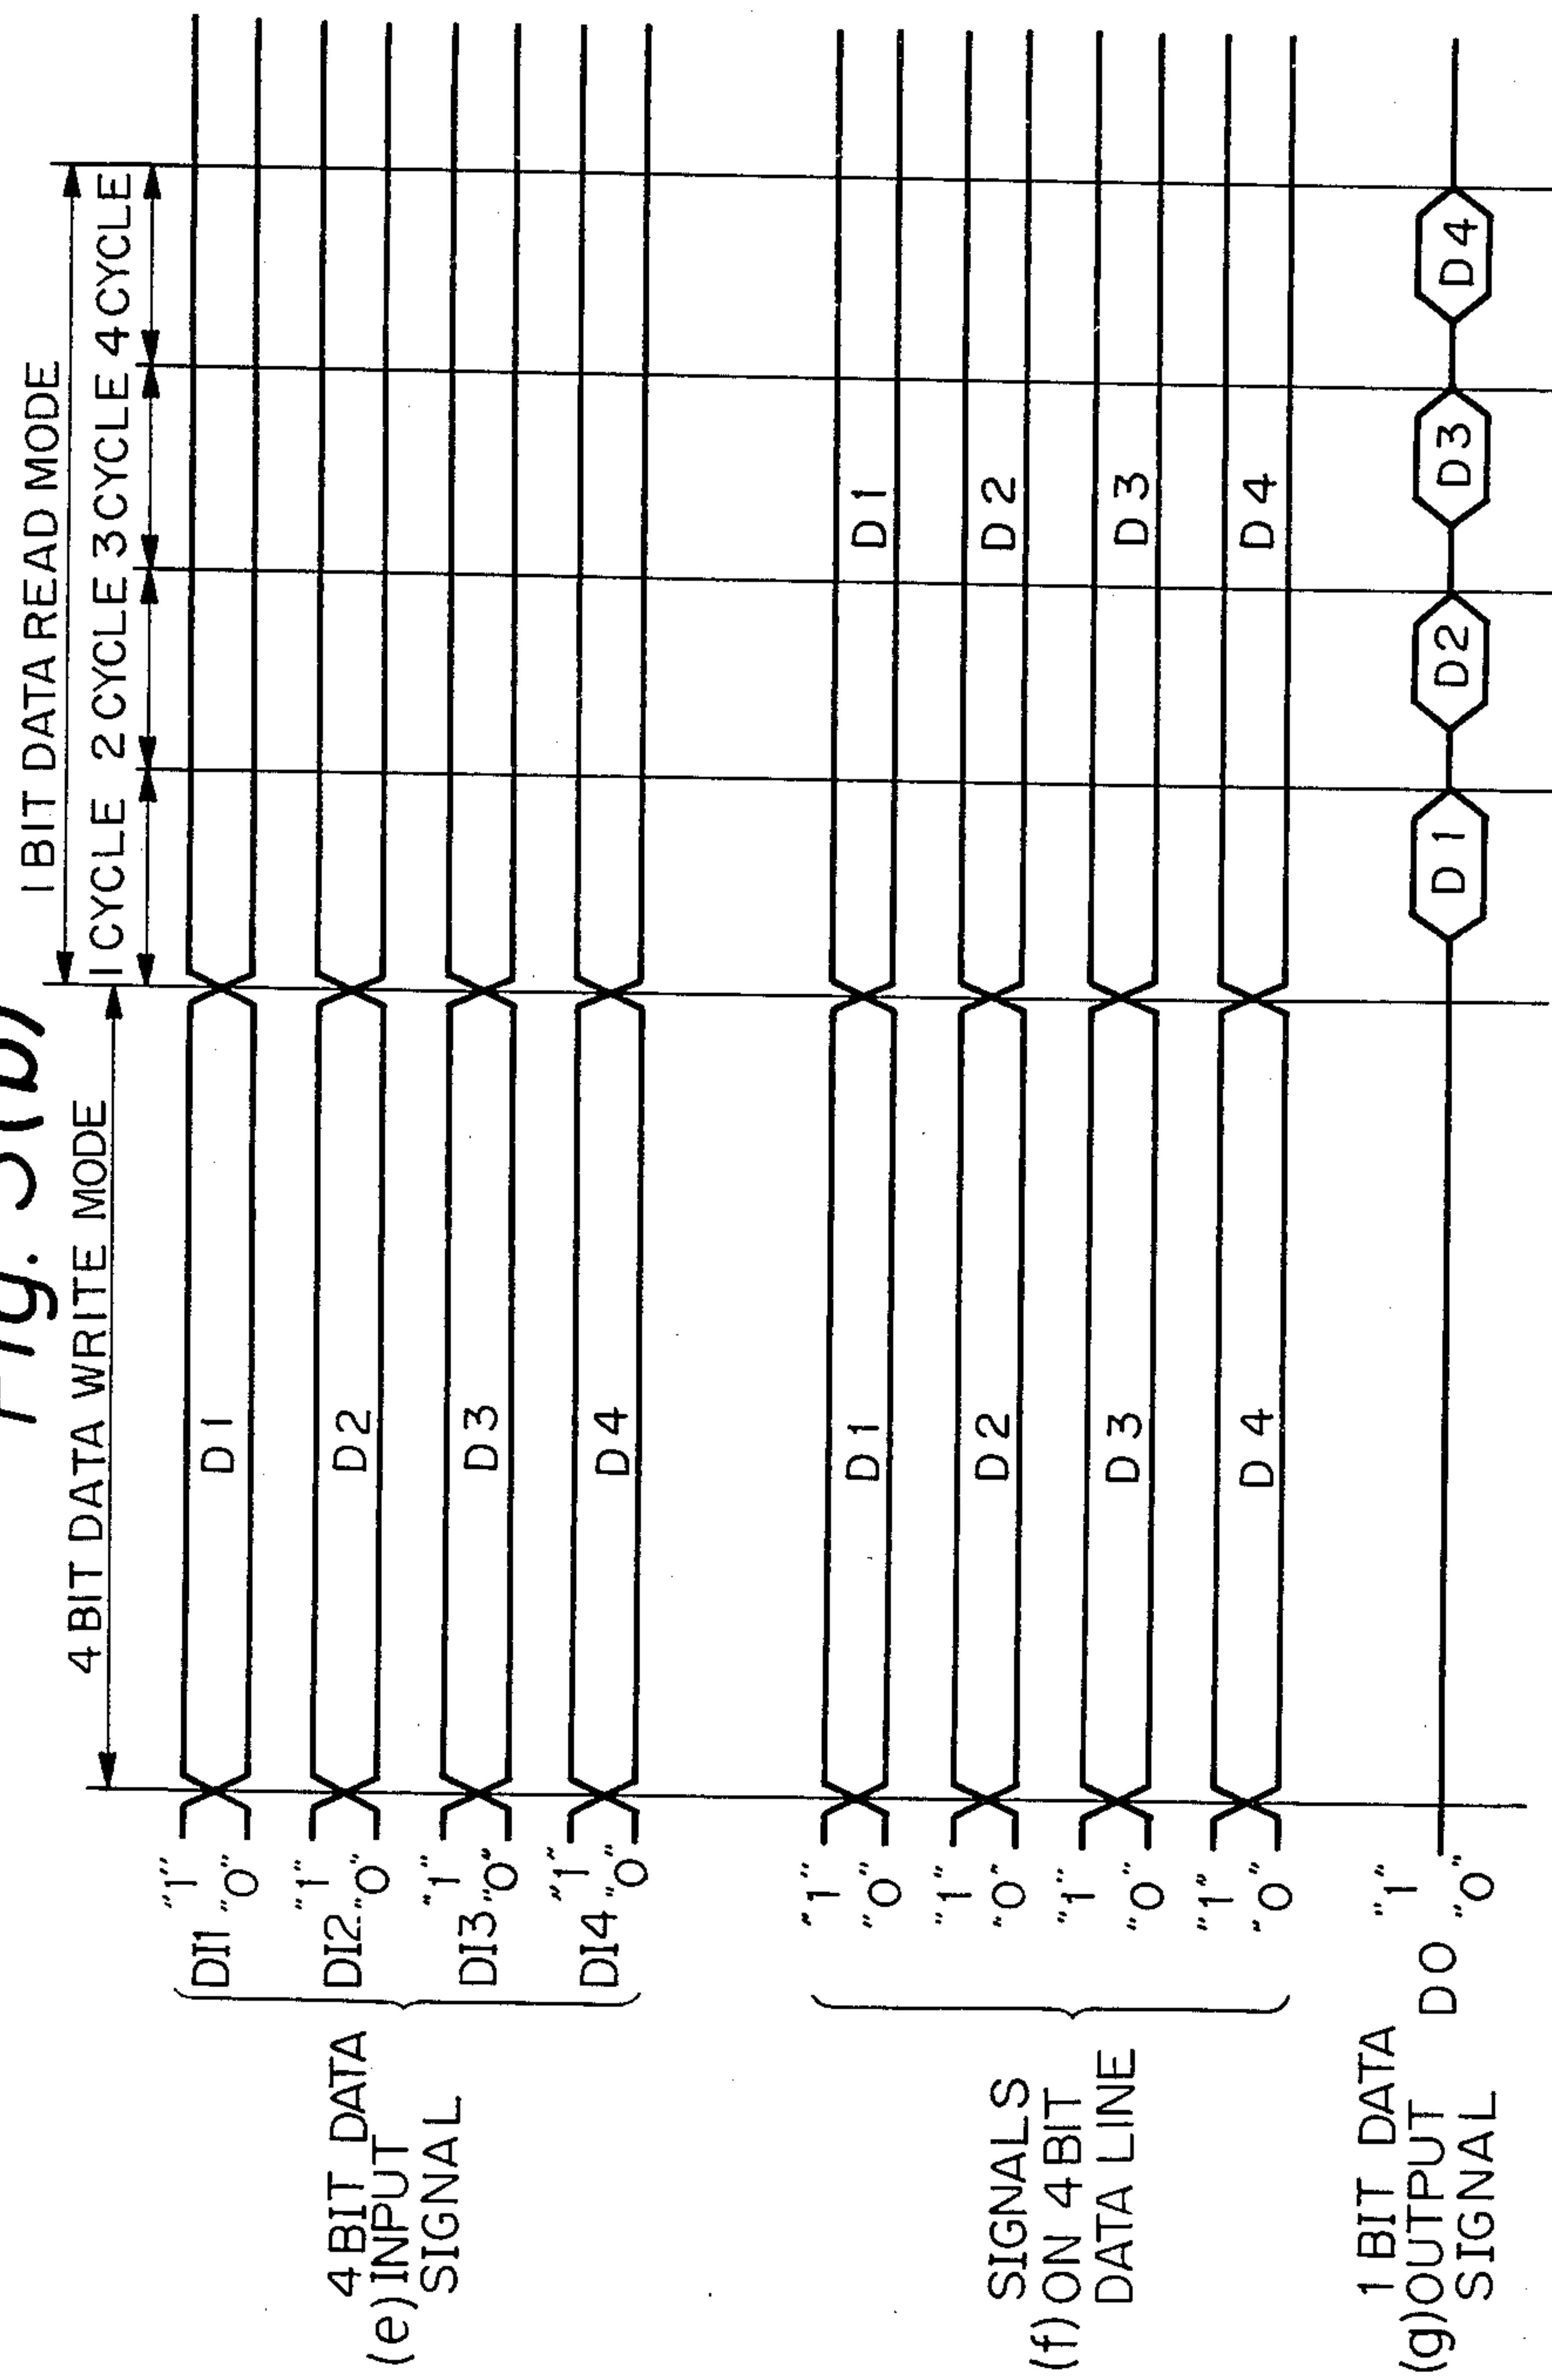 Fig. 3(b)
4 BIT DATA WRITE MODE
1 BIT DATA READ MODE
1 CYCLE 2 CYCLE 3 CYCLE 4 CYCLE
4 BIT DATA
(e) INPUT
SIGNAL
DI1 "1" "0" D1
DI2 "1" "0" D2
DI3 "1" "0" D3
DI4 "1" "0" D4
SIGNALS
(f) ON 4 BIT
DATA LINE
"1" "0" D1 D1
"1" "0" D2 D2
"1" "0" D3 D3
"1" "0" D4 D4
1 BIT DATA
(g) OUTPUT
SIGNAL
DO "1" "0" D1 D2 D3 D4